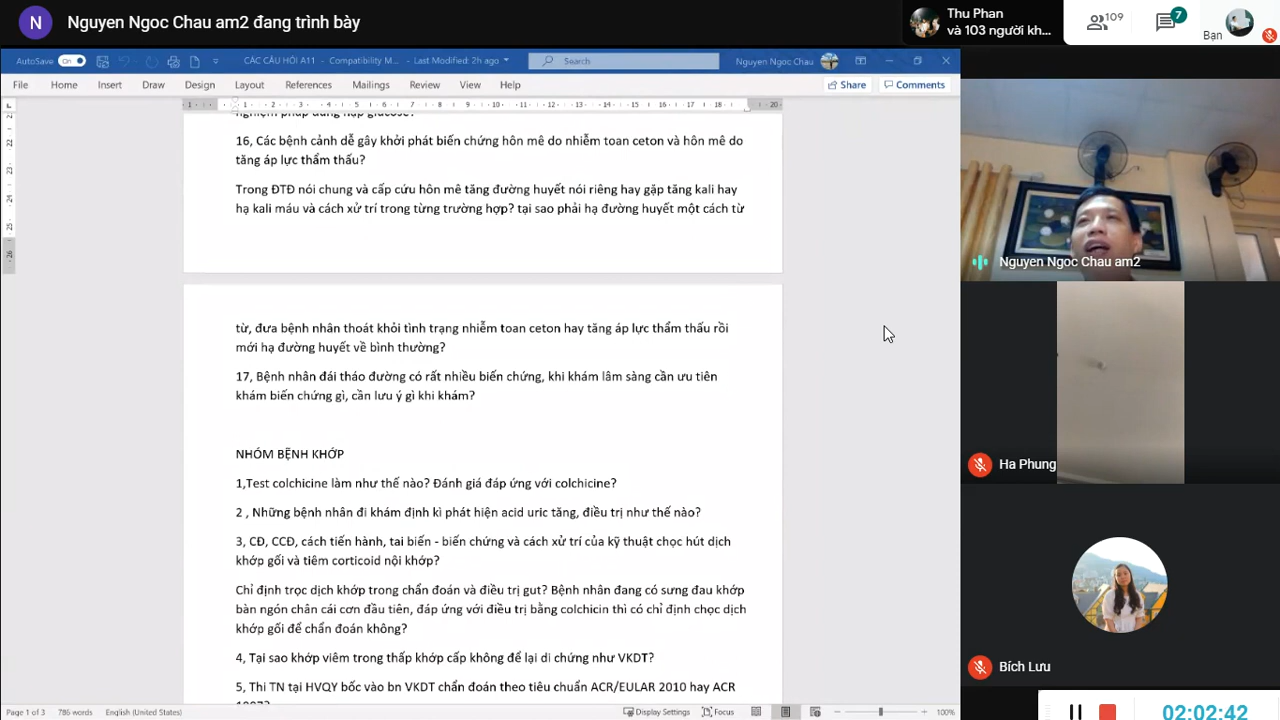 Nguyen Ngoc Chau am2 đang trình bày
Thu Phan
và 103 người kh...
109
7
Bạn
AutoSave On
CÁC CÂU HỎI A11 - Compatibility M... - Last Modified: 2h ago
Search
Nguyen Ngoc Chau
File Home Insert Draw Design Layout References Mailings Review View Help
Share Comments
nghiệm pháp dung nạp glucose?
16, Các bệnh cảnh dễ gây khởi phát biến chứng hôn mê do nhiễm toan ceton và hôn mê do
tăng áp lực thẩm thấu?
Trong ĐTĐ nói chung và cấp cứu hôn mê tăng đường huyết nói riêng hay gặp tăng kali hay
hạ kali máu và cách xử trí trong từng trường hợp? tại sao phải hạ đường huyết một cách từ
từ, đưa bệnh nhân thoát khỏi tình trạng nhiễm toan ceton hay tăng áp lực thẩm thấu rồi
mới hạ đường huyết về bình thường?
17, Bệnh nhân đái tháo đường có rất nhiều biến chứng, khi khám lâm sàng cần ưu tiên
khám biến chứng gì, cần lưu ý gì khi khám?
NHÓM BỆNH KHỚP
1,Test colchicine làm như thế nào? Đánh giá đáp ứng với colchicine?
2 , Những bệnh nhân đi khám định kì phát hiện acid uric tăng, điều trị như thế nào?
3, CĐ, CCĐ, cách tiến hành, tai biến - biến chứng và cách xử trí của kỹ thuật chọc hút dịch
khớp gối và tiêm corticoid nội khớp?
Chỉ định trọc dịch khớp trong chẩn đoán và điều trị gut? Bệnh nhân đang có sưng đau khớp
bàn ngón chân cái cơn đầu tiên, đáp ứng với điều trị bằng colchicin thì có chỉ định chọc dịch
khớp gối để chẩn đoán không?
4, Tại sao khớp viêm trong thấp khớp cấp không để lại di chứng như VKDT?
5, Thi TN tại HVQY bốc vào bn VKDT chẩn đoán theo tiêu chuẩn ACR/EULAR 2010 hay ACR
Page 1 of 3 786 words English (United States)
Display Settings Focus 100%
Nguyen Ngoc Chau am2
Ha Phung
Bích Lưu
02:02:42